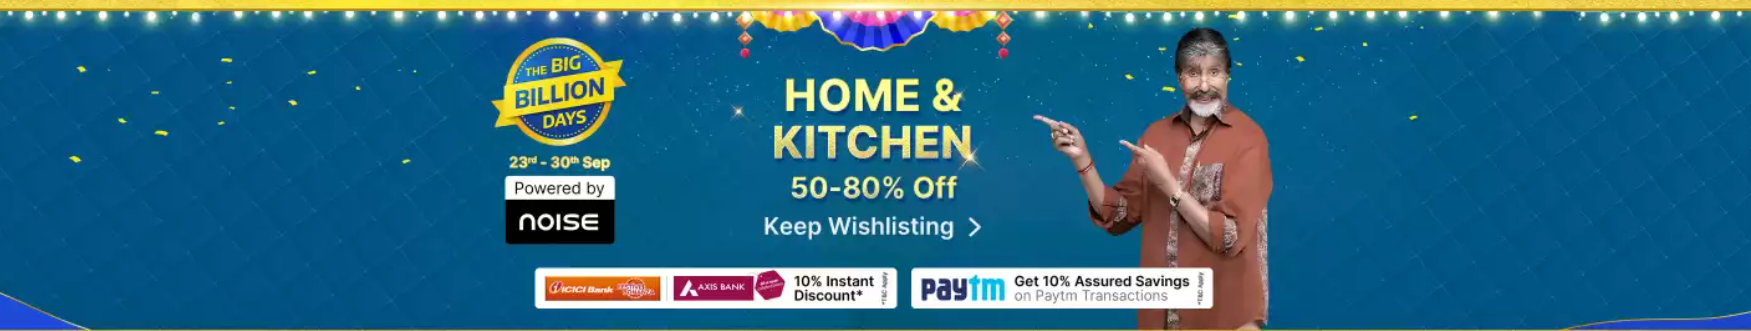 THE BIG
BILLION
DAYS
23rd - 30th Sep
Powered by
NOISE
HOME &
KITCHEN
50-80% Off
Keep Wishlisting >
ICICI Bank
AXIS BANK
10% Instant
Discount*
*T&C Apply
paytm
Get 10% Assured Savings
on Paytm Transactions
*T&C Apply